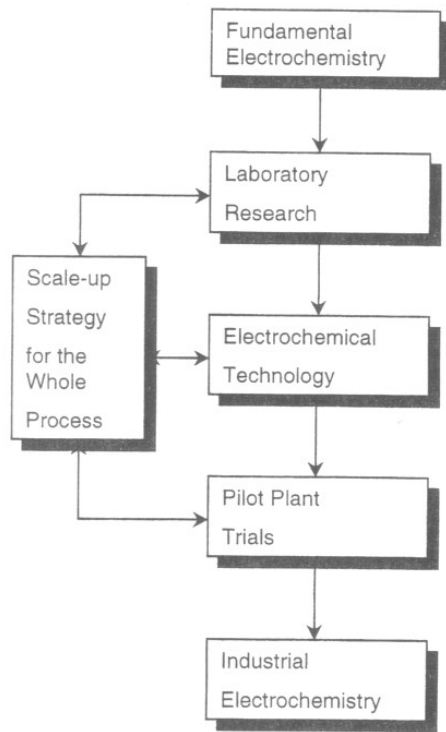 Fundamental
Electrochemistry
Laboratory
Research
Scale-up
Strategy
for the
Whole
Process
Electrochemical
Technology
Pilot Plant
Trials
Industrial
Electrochemistry